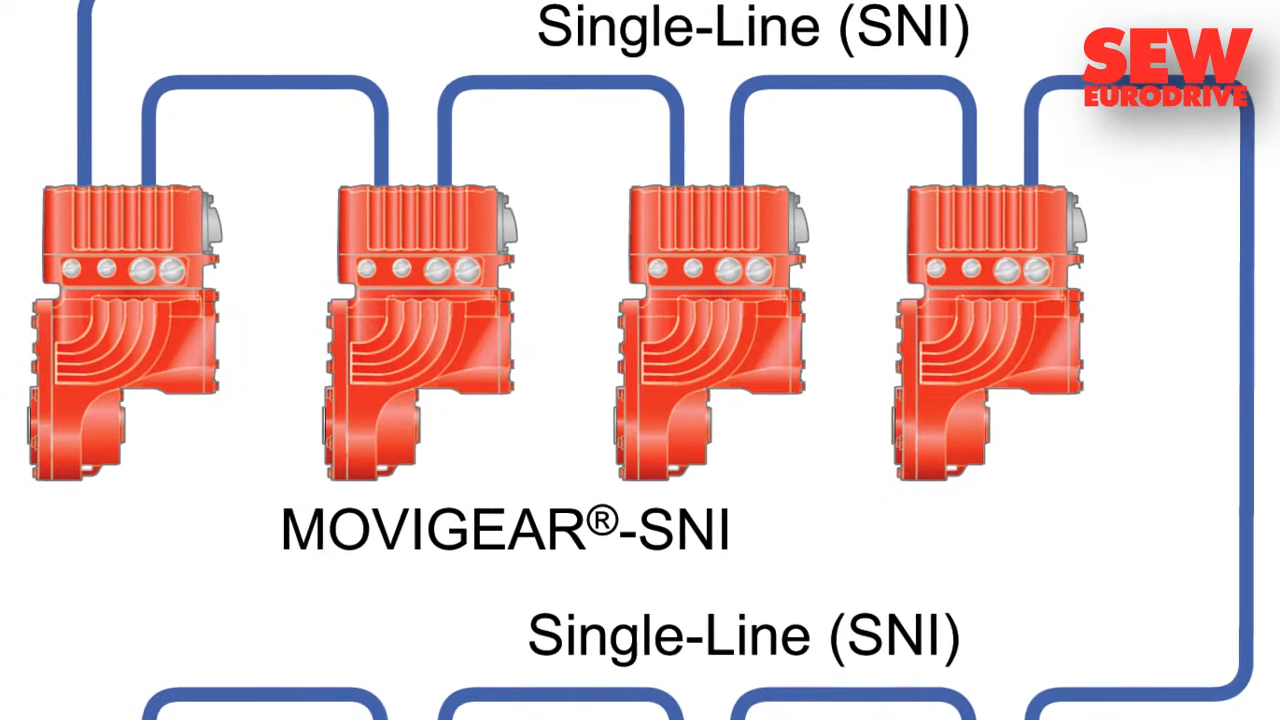 Single-Line (SNI)
SEW
EURODRIVE
MOVIGEAR®-SNI
Single-Line (SNI)